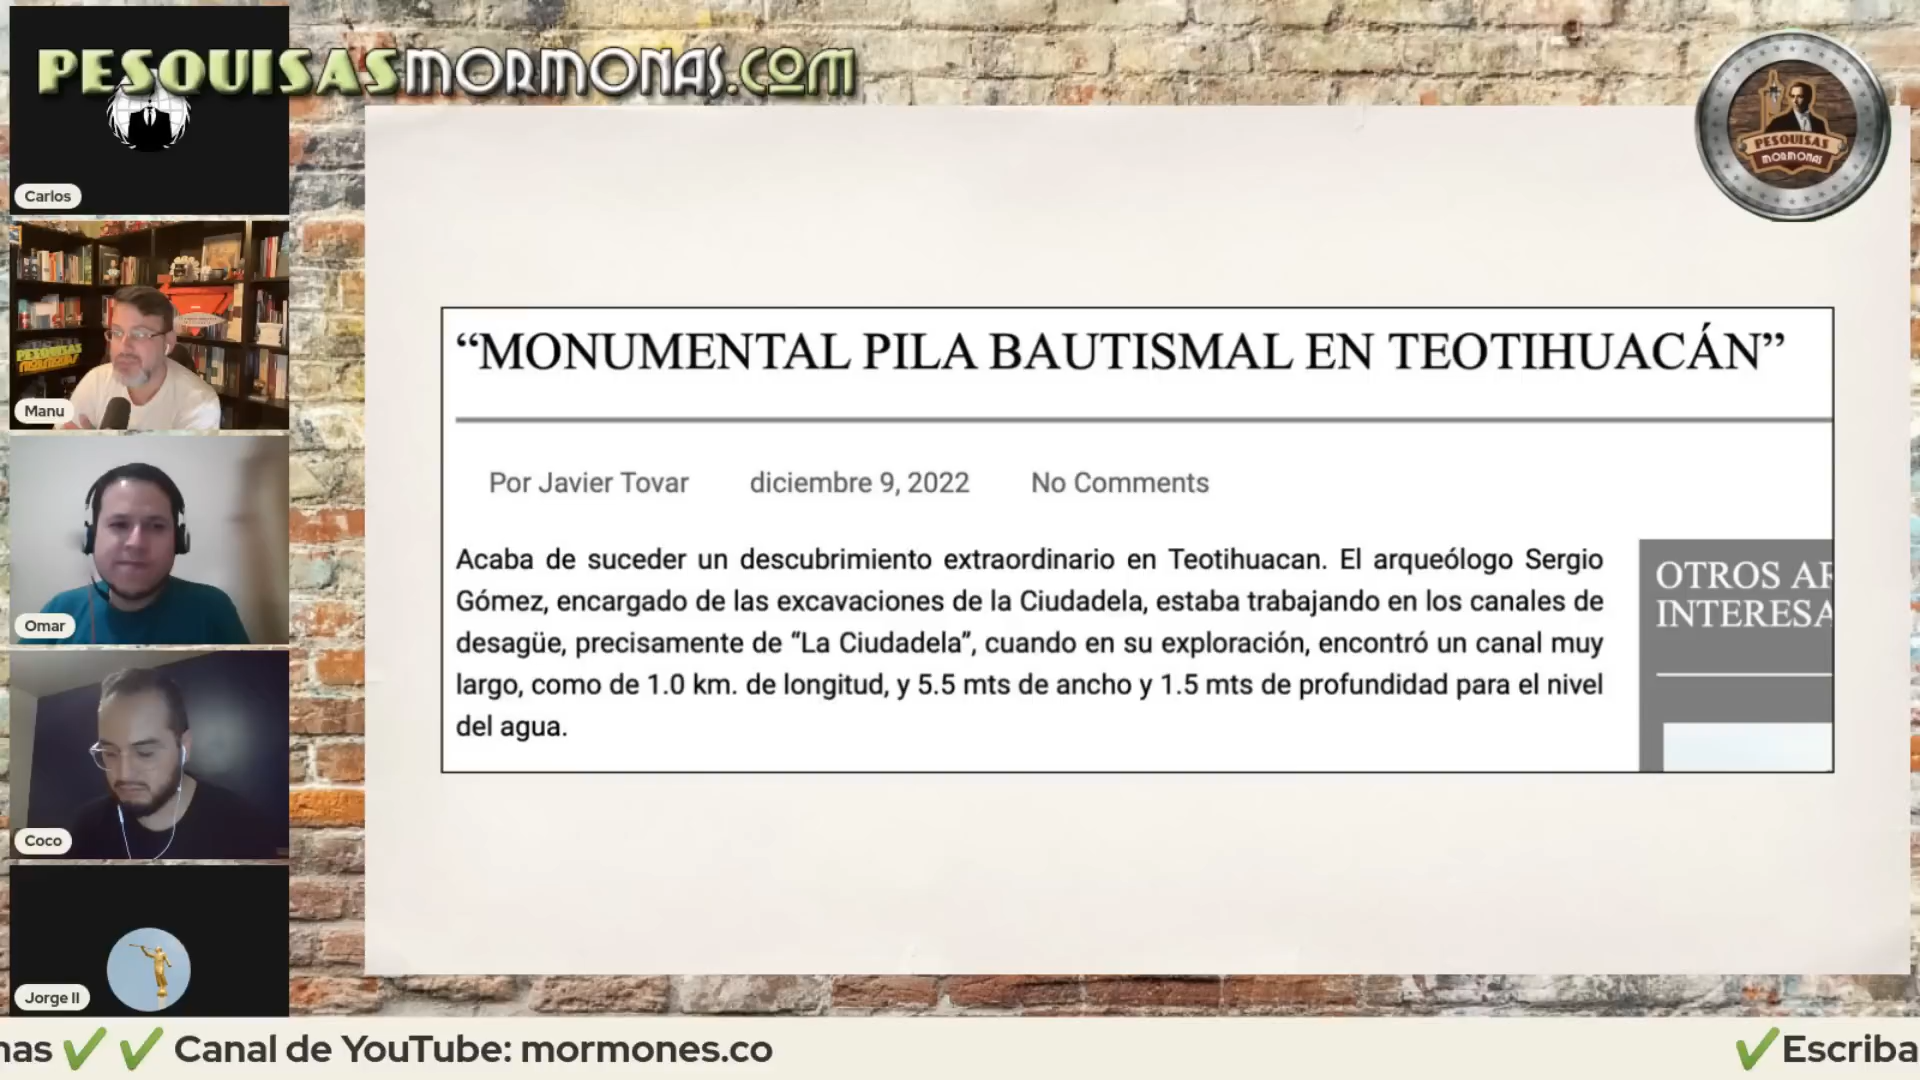 PESQUISASMORMONAS.COM
PESQUISAS
MORMONAS
Carlos
PESQUISAS
MORMONAS
Manu
Omar
Coco
Jorge II
“MONUMENTAL PILA BAUTISMAL EN TEOTIHUACÁN”
Por Javier Tovar diciembre 9, 2022 No Comments
Acaba de suceder un descubrimiento extraordinario en Teotihuacan. El arqueólogo Sergio
Gómez, encargado de las excavaciones de la Ciudadela, estaba trabajando en los canales de
desagüe, precisamente de “La Ciudadela”, cuando en su exploración, encontró un canal muy
largo, como de 1.0 km. de longitud, y 5.5 mts de ancho y 1.5 mts de profundidad para el nivel
del agua.
OTROS AR
INTERESA
nas ✔ ✔ Canal de YouTube: mormones.co ✔Escriba